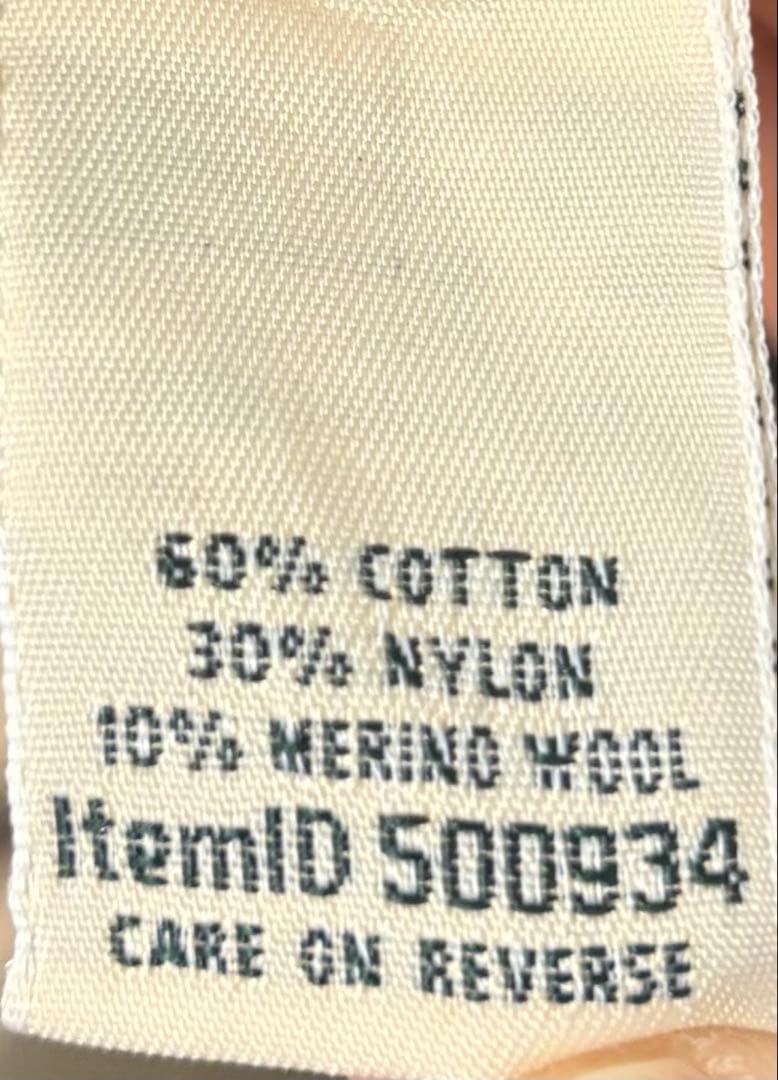 60% COTTON
30% NYLON
10% MERINO WOOL
ItemID 500934
CARE ON REVERSE